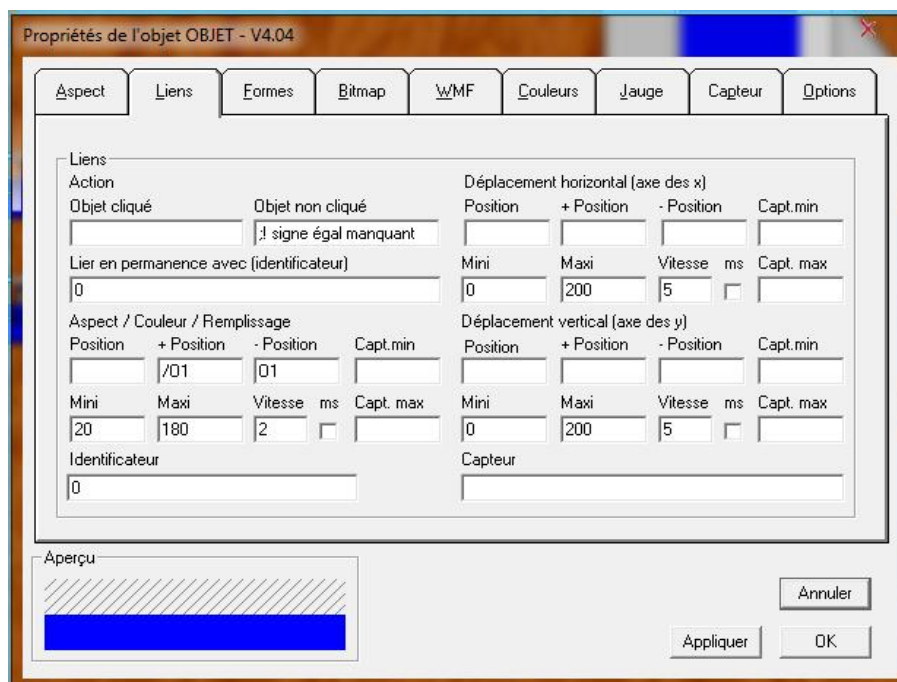 Propriétés de l'objet OBJET - V4.04
Aspect Liens Formes Bitmap WMF Couleurs Jauge Capteur Options
Liens
Action
Objet cliqué Objet non cliqué
;! signe égal manquant
Lier en permanence avec (identificateur)
0
Aspect / Couleur / Remplissage
Position + Position - Position Capt.min
/O1 O1
Mini Maxi Vitesse ms Capt. max
20 180 2
Identificateur
0
Déplacement horizontal (axe des x)
Position + Position - Position Capt.min
Mini Maxi Vitesse ms Capt. max
0 200 5
Déplacement vertical (axe des y)
Position + Position - Position Capt.min
Mini Maxi Vitesse ms Capt. max
0 200 5
Capteur
Aperçu
Annuler
Appliquer OK